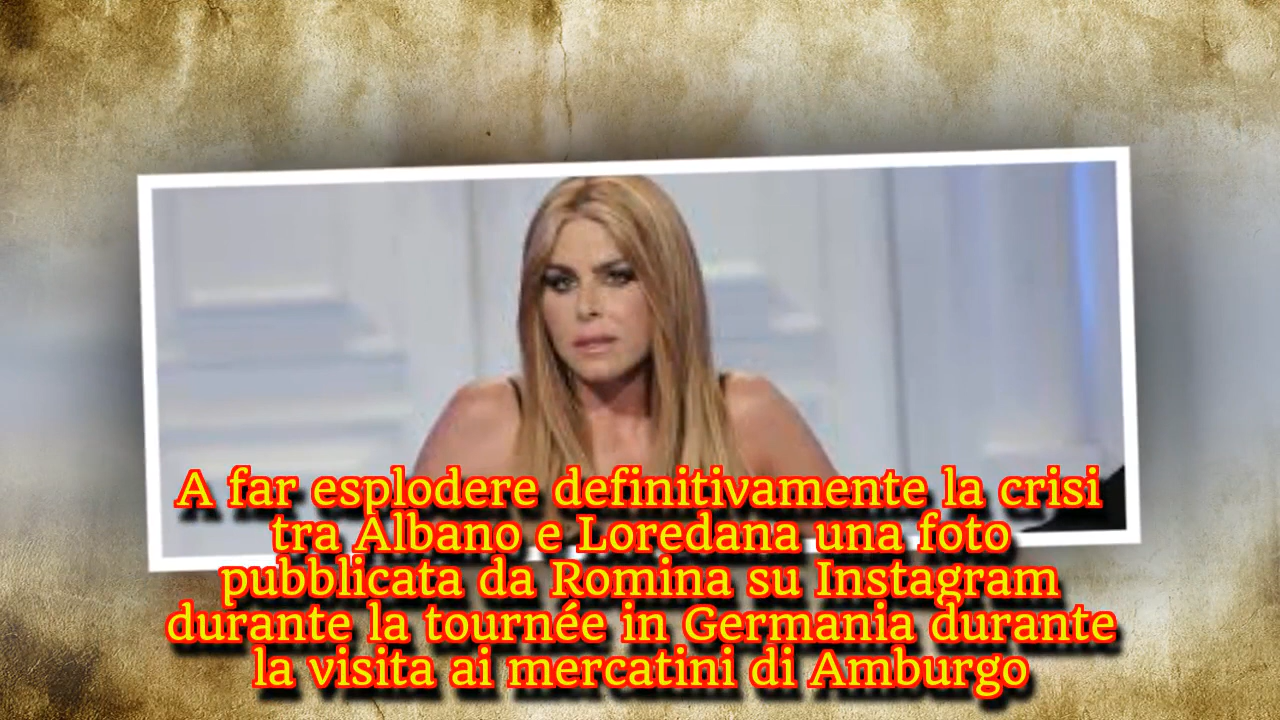 A far esplodere definitivamente la crisi
tra Albano e Loredana una foto
pubblicata da Romina su Instagram
durante la tournée in Germania durante
la visita ai mercatini di Amburgo